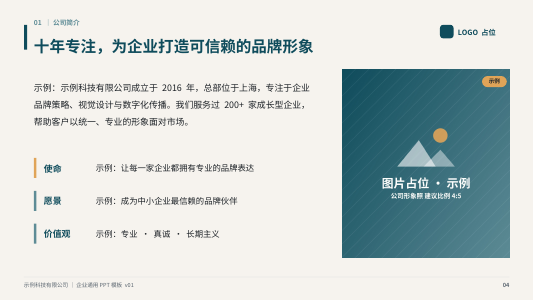 01 | 公司简介
十年专注，为企业打造可信赖的品牌形象
LOGO 占位
示例：示例科技有限公司成立于 2016 年，总部位于上海，专注于企业
品牌策略、视觉设计与数字化传播。我们服务过 200+ 家成长型企业，
帮助客户以统一、专业的形象面对市场。
使命 示例：让每一家企业都拥有专业的品牌表达
愿景 示例：成为中小企业最信赖的品牌伙伴
价值观 示例：专业 · 真诚 · 长期主义
示例
图片占位 · 示例
公司形象照 建议比例 4:5
示例科技有限公司 | 企业通用 PPT 模板 v01
04